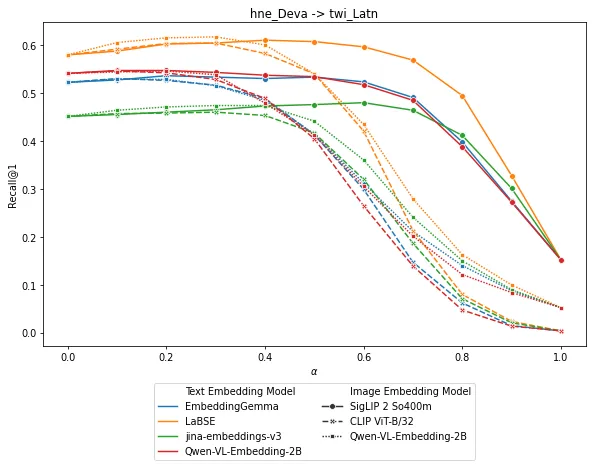 hne_Deva -> twi_Latn
Recall@1
0.6
0.5
0.4
0.3
0.2
0.1
0.0
0.0 0.2 0.4 0.6 0.8 1.0
α
Text Embedding Model Image Embedding Model
EmbeddingGemma SigLIP 2 So400m
LaBSE CLIP ViT-B/32
jina-embeddings-v3 Qwen-VL-Embedding-2B
Qwen-VL-Embedding-2B